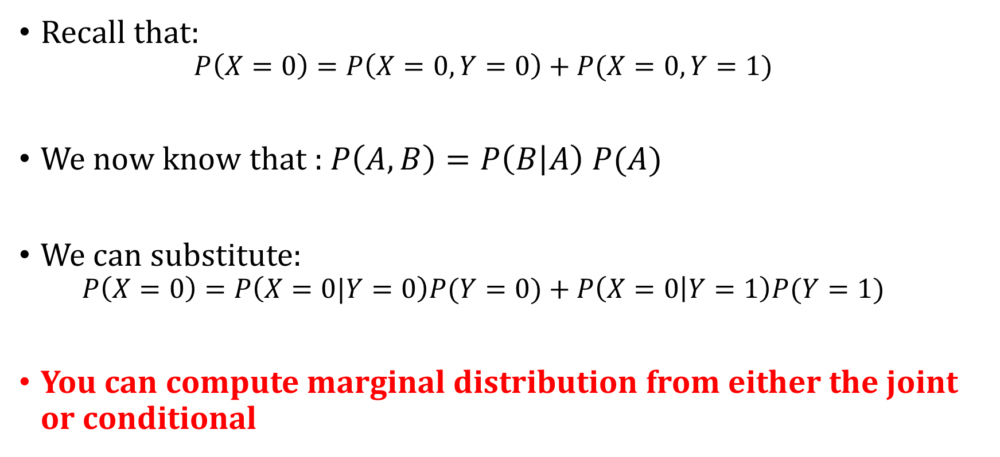 • Recall that:
P(X = 0) = P(X = 0, Y = 0) + P(X = 0, Y = 1)
• We now know that : P(A, B) = P(B|A) P(A)
• We can substitute:
P(X = 0) = P(X = 0|Y = 0)P(Y = 0) + P(X = 0|Y = 1)P(Y = 1)
• You can compute marginal distribution from either the joint
or conditional